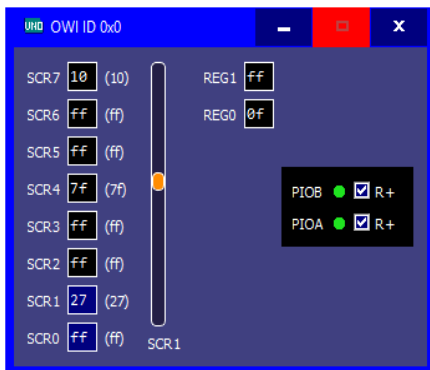 UNO OWI ID 0x0
SCR7 10 (10) REG1 ff
SCR6 ff (ff) REG0 0f
SCR5 ff (ff)
SCR4 7f (7f) PIOB R+
SCR3 ff (ff) PIOA R+
SCR2 ff (ff)
SCR1 27 (27)
SCR0 ff (ff) SCR1